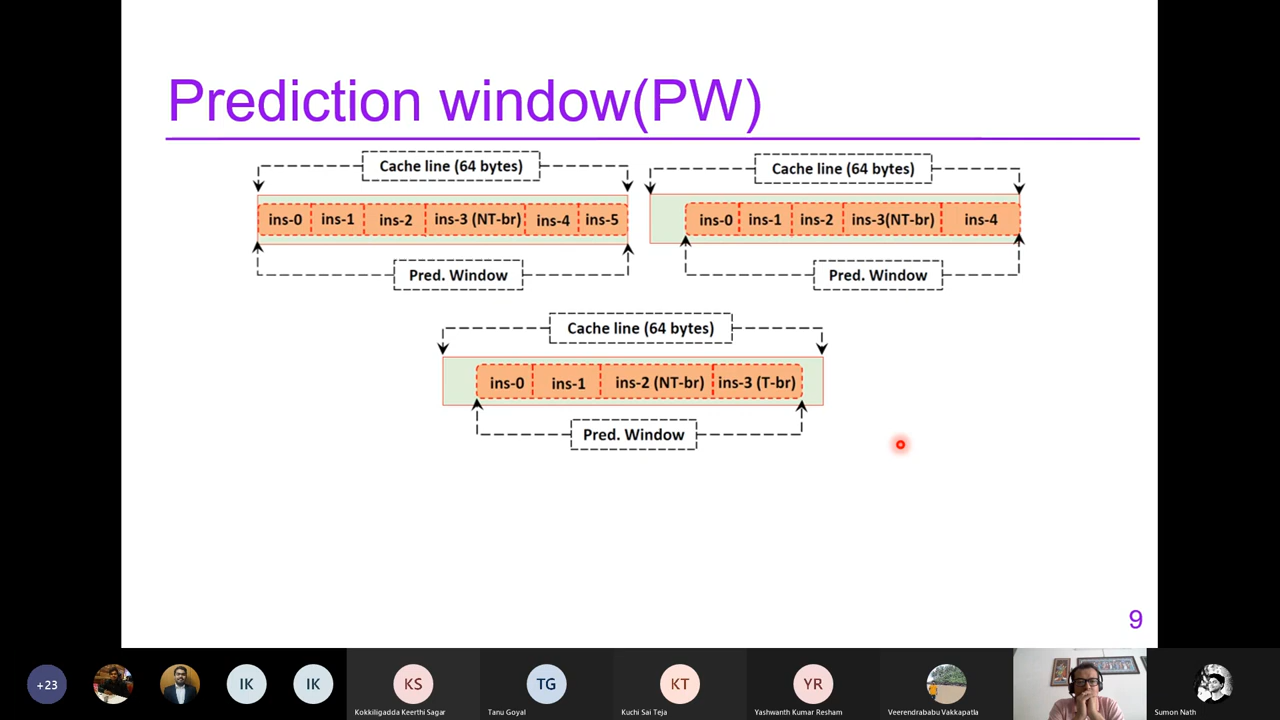 Prediction window(PW)
Cache line (64 bytes)
ins-0 ins-1 ins-2 ins-3 (NT-br) ins-4 ins-5
Pred. Window
Cache line (64 bytes)
ins-0 ins-1 ins-2 ins-3(NT-br) ins-4
Pred. Window
Cache line (64 bytes)
ins-0 ins-1 ins-2 (NT-br) ins-3 (T-br)
Pred. Window
9
+23
IK
IK
KS
Kokkiligadda Keerthi Sagar
TG
Tanu Goyal
KT
Kuchi Sai Teja
YR
Yashwanth Kumar Resham
Veerendrababu Vakkapatla
Sumon Nath